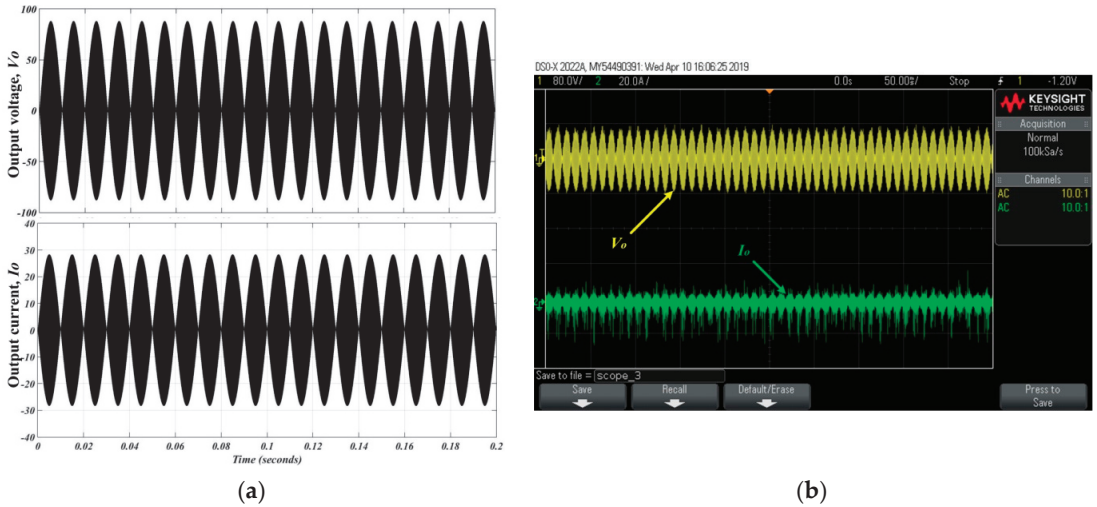 100
50
0
-50
-100
Output voltage, Vo
40
30
20
10
0
-10
-20
-30
-40
Output current, Io
0 0.02 0.04 0.06 0.08 0.1 0.12 0.14 0.16 0.18 0.2
Time (seconds)
(a)
DSO-X 2022A, MY54490391: Wed Apr 10 16:06:25 2019
1 80.0V/ 2 20.0A/ 0.0s 50.00ms/ Stop 1 -1.20V
KEYSIGHT
TECHNOLOGIES
Acquisition
Normal
100kSa/s
Channels
AC 10.0:1
AC 10.0:1
1
T
Vo
Io
2
Save to file = scope_3
Save Recall Default/Erase Press to
Save
(b)